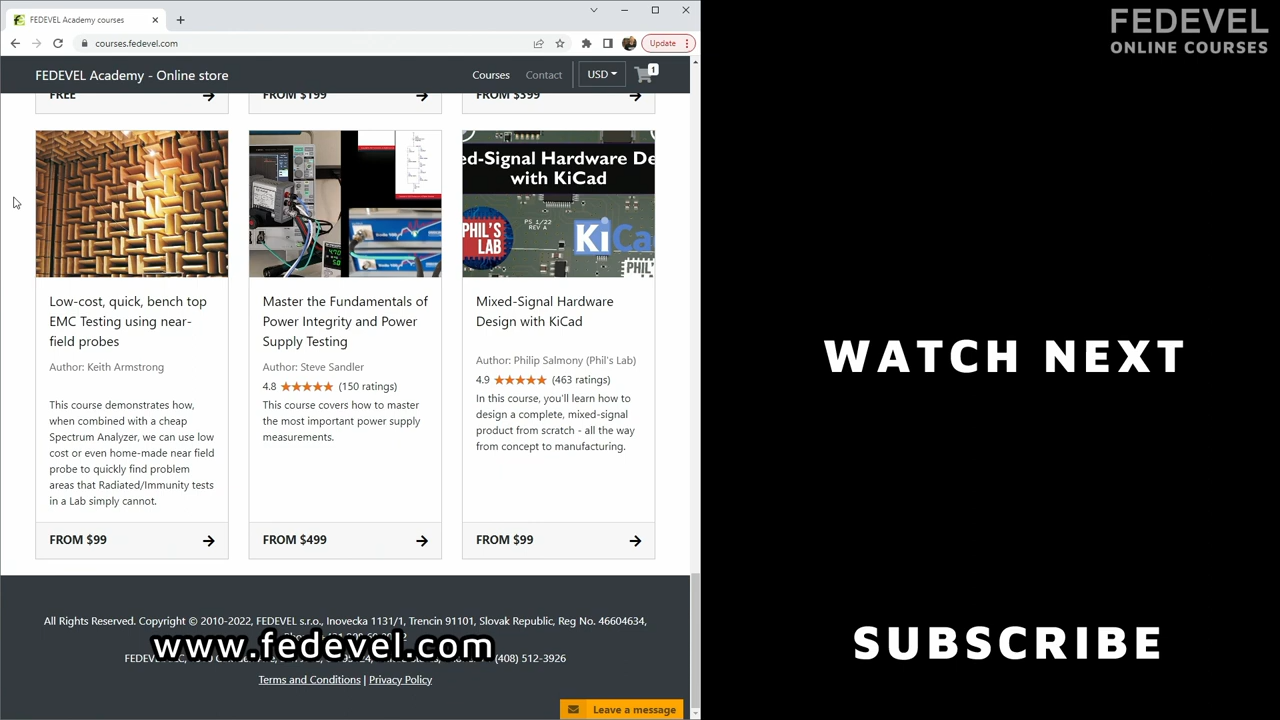 FEDEVEL Academy courses
courses.fedevel.com
Update
FEDEVEL Academy - Online store
Courses
Contact
USD
1
FREE
FROM $199
FROM $399
ed-Signal Hardware De
with KiCad
PS 1/22
REV A
PHIL'S
LAB
KiCa
PHIL
Low-cost, quick, bench top
EMC Testing using near-
field probes
Author: Keith Armstrong
This course demonstrates how,
when combined with a cheap
Spectrum Analyzer, we can use low
cost or even home-made near field
probe to quickly find problem
areas that Radiated/Immunity tests
in a Lab simply cannot.
FROM $99
Master the Fundamentals of
Power Integrity and Power
Supply Testing
Author: Steve Sandler
4.8 (150 ratings)
This course covers how to master
the most important power supply
measurements.
FROM $499
Mixed-Signal Hardware
Design with KiCad
Author: Philip Salmony (Phil's Lab)
4.9 (463 ratings)
In this course, you'll learn how to
design a complete, mixed-signal
product from scratch - all the way
from concept to manufacturing.
FROM $99
All Rights Reserved. Copyright © 2010-2022, FEDEVEL s.r.o., Inovecka 1131/1, Trencin 91101, Slovak Republic, Reg No. 46604634,
www.fedevel.com
(408) 512-3926
Terms and Conditions | Privacy Policy
Leave a message
FEDEVEL
ONLINE COURSES
WATCH NEXT
SUBSCRIBE